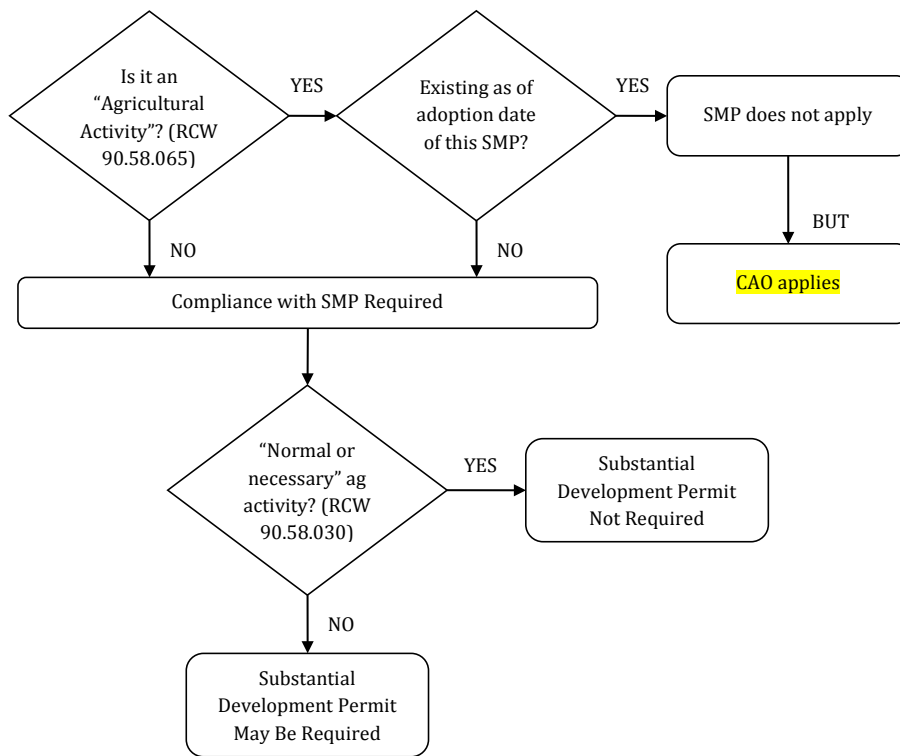 Is it an
“Agricultural
Activity”? (RCW
90.58.065)
YES
Existing as of
adoption date
of this SMP?
YES
SMP does not apply
BUT
CAO applies
NO
NO
Compliance with SMP Required
“Normal or
necessary” ag
activity? (RCW
90.58.030)
YES
Substantial
Development Permit
Not Required
NO
Substantial
Development Permit
May Be Required